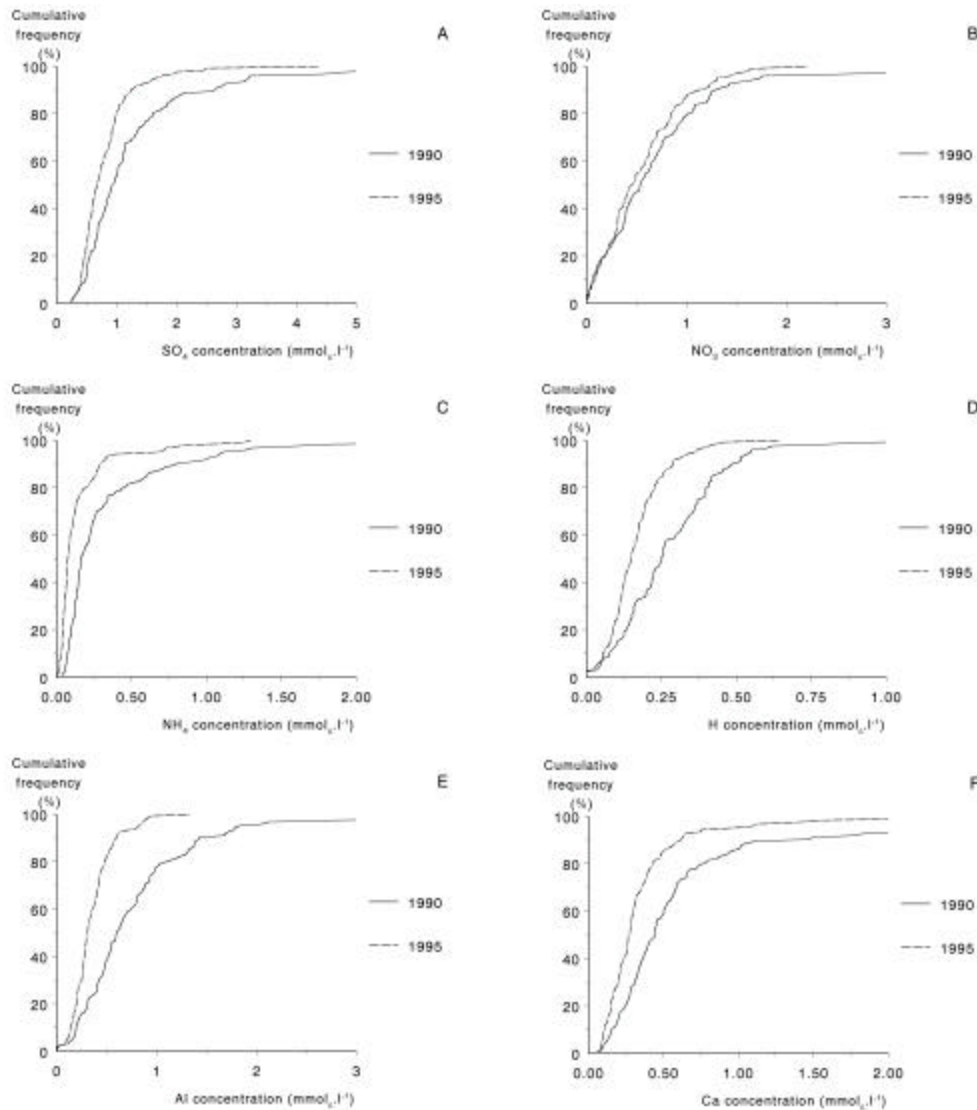 Cumulative
frequency
(%)
A
100
80
60
40
20
0
0 1 2 3 4 5
SO₄ concentration (mmol꜀.l⁻¹)
1990
1995
Cumulative
frequency
(%)
B
100
80
60
40
20
0
0 1 2 3
NO₃ concentration (mmol꜀.l⁻¹)
1990
1995
Cumulative
frequency
(%)
C
100
80
60
40
20
0
0.00 0.50 1.00 1.50 2.00
NH₄ concentration (mmol꜀.l⁻¹)
1990
1995
Cumulative
frequency
(%)
D
100
80
60
40
20
0
0.00 0.25 0.50 0.75 1.00
H concentration (mmol꜀.l⁻¹)
1990
1995
Cumulative
frequency
(%)
E
100
80
60
40
20
0
0 1 2 3
Al concentration (mmol꜀.l⁻¹)
1990
1995
Cumulative
frequency
(%)
F
100
80
60
40
20
0
0.00 0.50 1.00 1.50 2.00
Ca concentration (mmol꜀.l⁻¹)
1990
1995